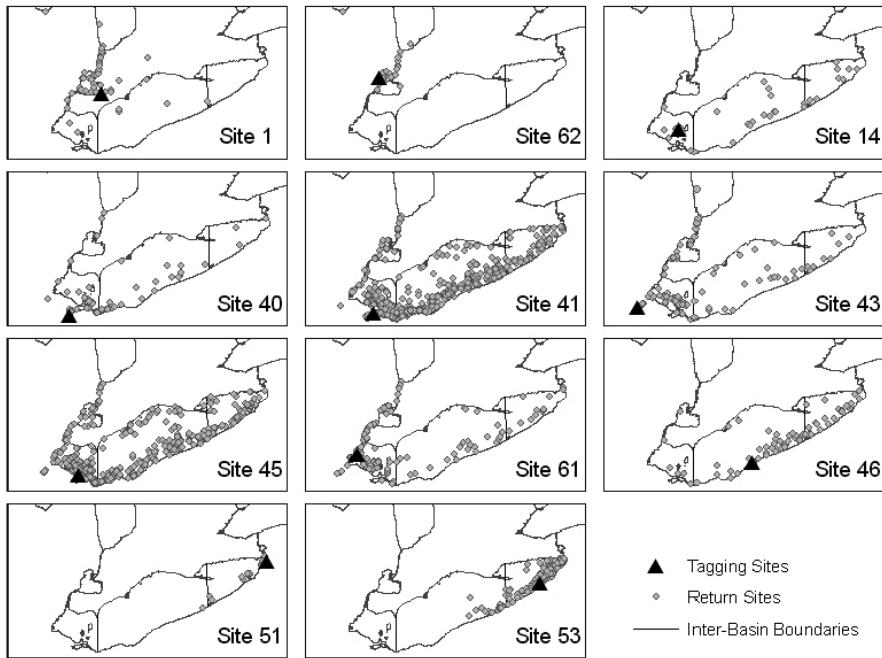 Site 1
Site 62
Site 14
Site 40
Site 41
Site 43
Site 45
Site 61
Site 46
Site 51
Site 53
Tagging Sites
Return Sites
Inter-Basin Boundaries